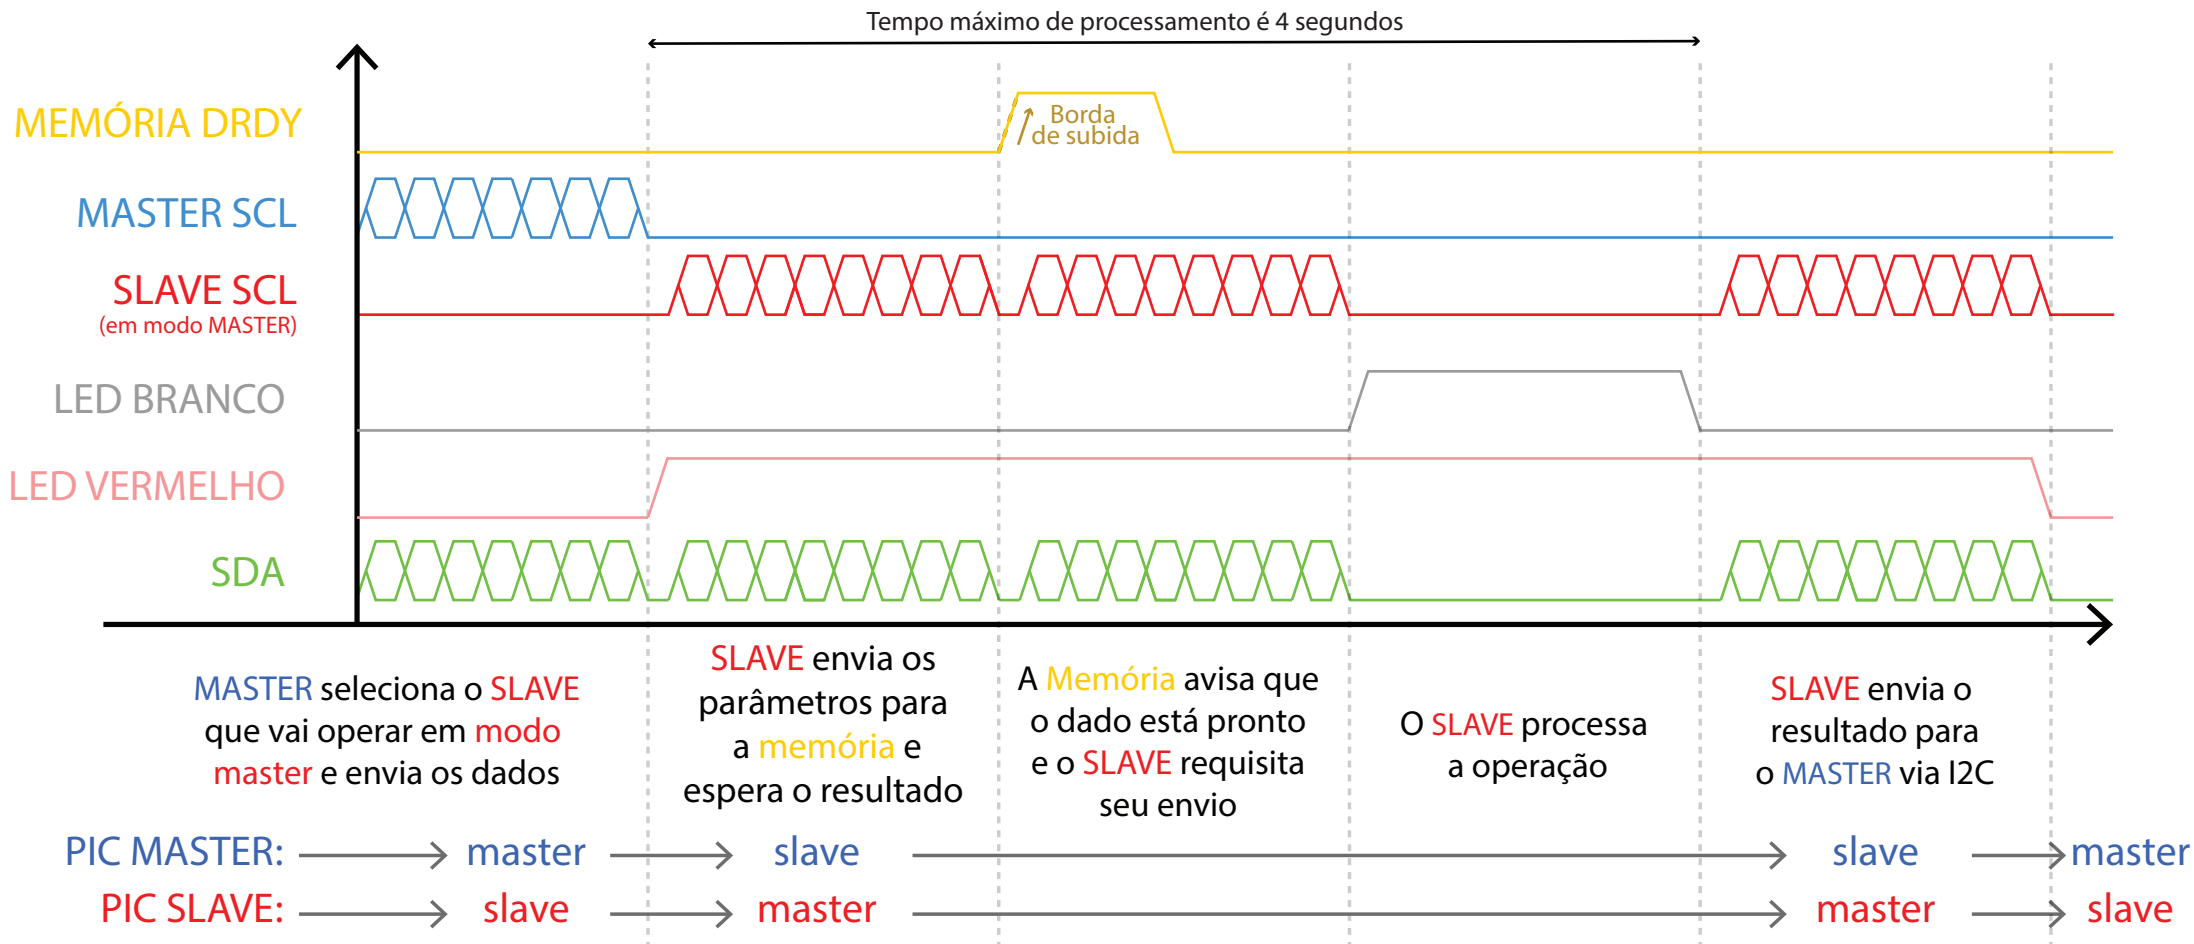 Tempo máximo de processamento é 4 segundos
MEMÓRIA DRDY
Borda
de subida
MASTER SCL
SLAVE SCL
(em modo MASTER)
LED BRANCO
LED VERMELHO
SDA
MASTER seleciona o SLAVE
que vai operar em modo
master e envia os dados
SLAVE envia os
parâmetros para
a memória e
espera o resultado
A Memória avisa que
o dado está pronto
e o SLAVE requisita
seu envio
O SLAVE processa
a operação
SLAVE envia o
resultado para
o MASTER via I2C
PIC MASTER: master slave slave master
PIC SLAVE: slave master master slave